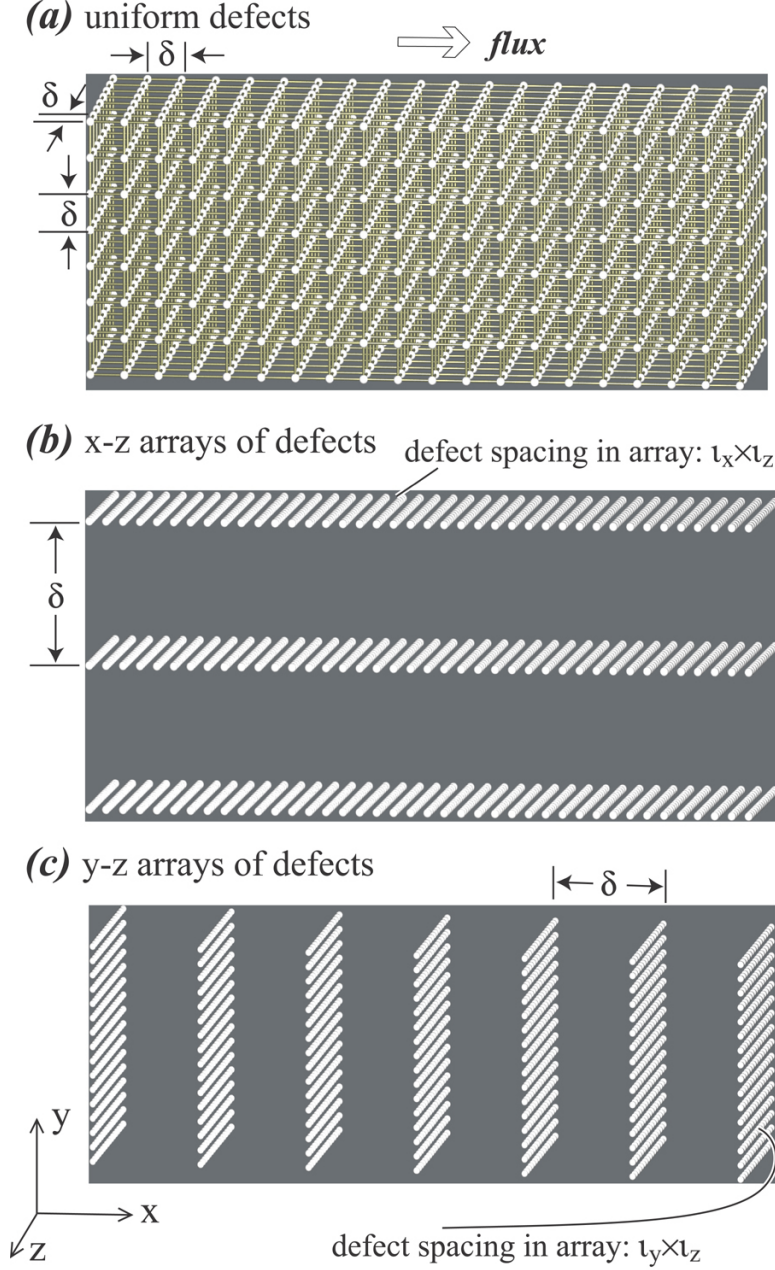 (a) uniform defects
flux
δ
δ
δ
(b) x-z arrays of defects
defect spacing in array: ιx×ιz
δ
(c) y-z arrays of defects
δ
y
x
z
defect spacing in array: ιy×ιz